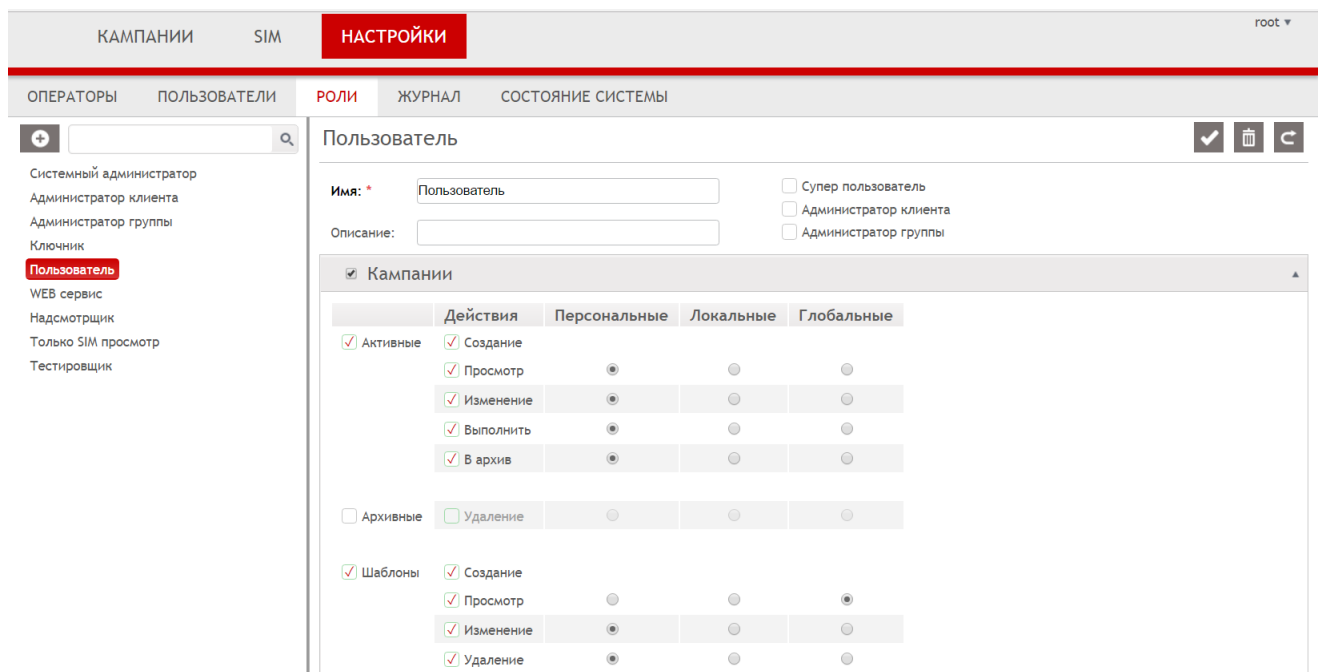 КАМПАНИИ SIM НАСТРОЙКИ root
ОПЕРАТОРЫ ПОЛЬЗОВАТЕЛИ РОЛИ ЖУРНАЛ СОСТОЯНИЕ СИСТЕМЫ
Системный администратор
Администратор клиента
Администратор группы
Ключник
Пользователь
WEB сервис
Надсмотрщик
Только SIM просмотр
Тестировщик
Пользователь
Имя: * Пользователь
Описание:
Супер пользователь
Администратор клиента
Администратор группы
Кампании
Действия Персональные Локальные Глобальные
Активные Создание
Просмотр
Изменение
Выполнить
В архив
Архивные Удаление
Шаблоны Создание
Просмотр
Изменение
Удаление